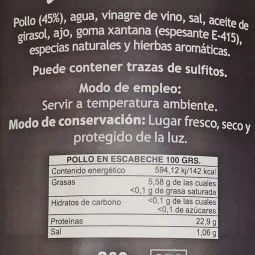 Pollo (45%), agua, vinagre de vino, sal, aceite de
girasol, ajo, goma xantana (espesante E-415),
especias naturales y hierbas aromáticas.
Puede contener trazas de sulfitos.
Modo de empleo:
Servir a temperatura ambiente.
Modo de conservación: Lugar fresco, seco y
protegido de la luz.
POLLO EN ESCABECHE 100 GRS.
Contenido energético 594,12 kj/142 kcal
Grasas 5,58 g de las cuales
<0,1 g de grasa saturada
Hidratos de carbono <0,1 g de las cuales
<0,1 de azúcares
Proteínas 22,9 g
Sal 1,06 g